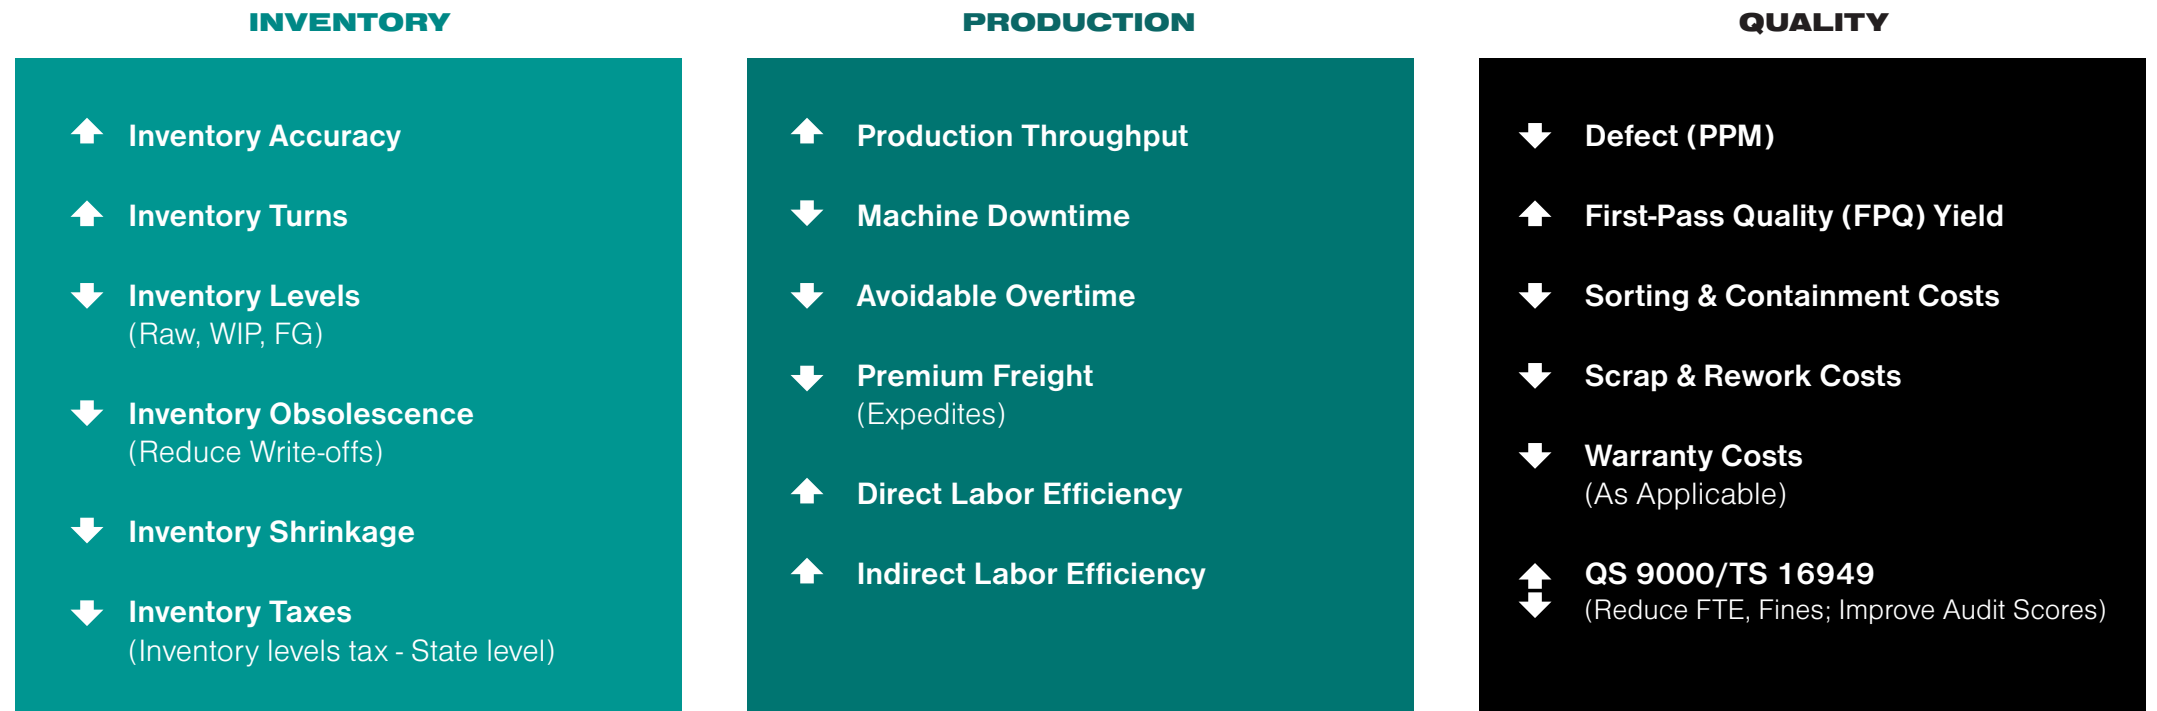 INVENTORY
Inventory Accuracy
Inventory Turns
Inventory Levels
(Raw, WIP, FG)
Inventory Obsolescence
(Reduce Write-offs)
Inventory Shrinkage
Inventory Taxes
(Inventory levels tax - State level)
PRODUCTION
Production Throughput
Machine Downtime
Avoidable Overtime
Premium Freight
(Expedites)
Direct Labor Efficiency
Indirect Labor Efficiency
QUALITY
Defect (PPM)
First-Pass Quality (FPQ) Yield
Sorting & Containment Costs
Scrap & Rework Costs
Warranty Costs
(As Applicable)
QS 9000/TS 16949
(Reduce FTE, Fines; Improve Audit Scores)